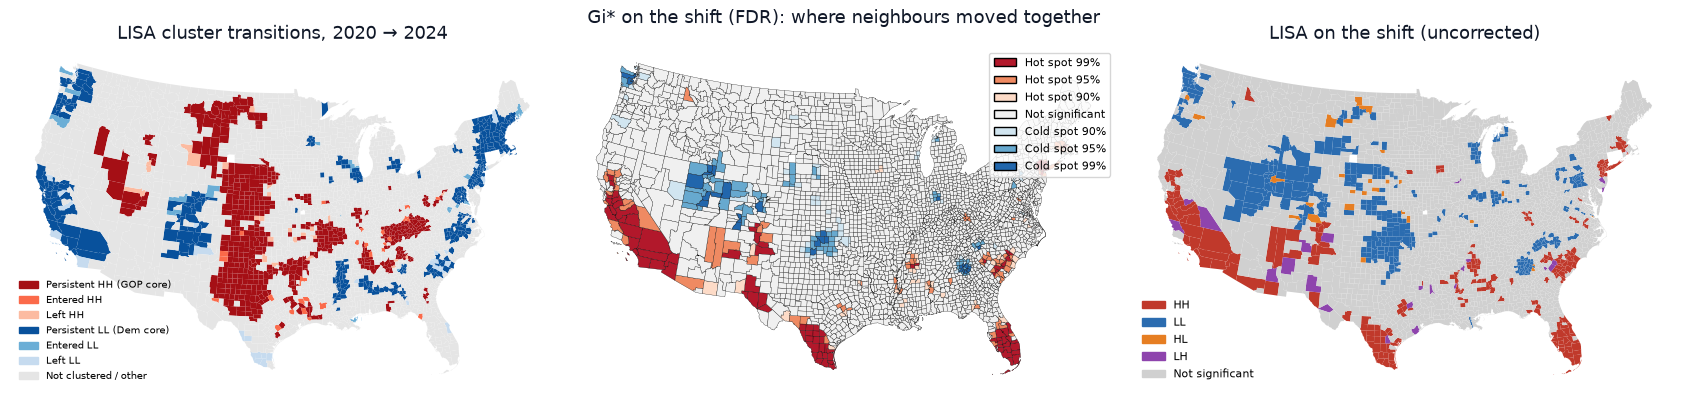 LISA cluster transitions, 2020 → 2024
Persistent HH (GOP core)
Entered HH
Left HH
Persistent LL (Dem core)
Entered LL
Left LL
Not clustered / other
Gi* on the shift (FDR): where neighbours moved together
Hot spot 99%
Hot spot 95%
Hot spot 90%
Not significant
Cold spot 90%
Cold spot 95%
Cold spot 99%
LISA on the shift (uncorrected)
HH
LL
HL
LH
Not significant